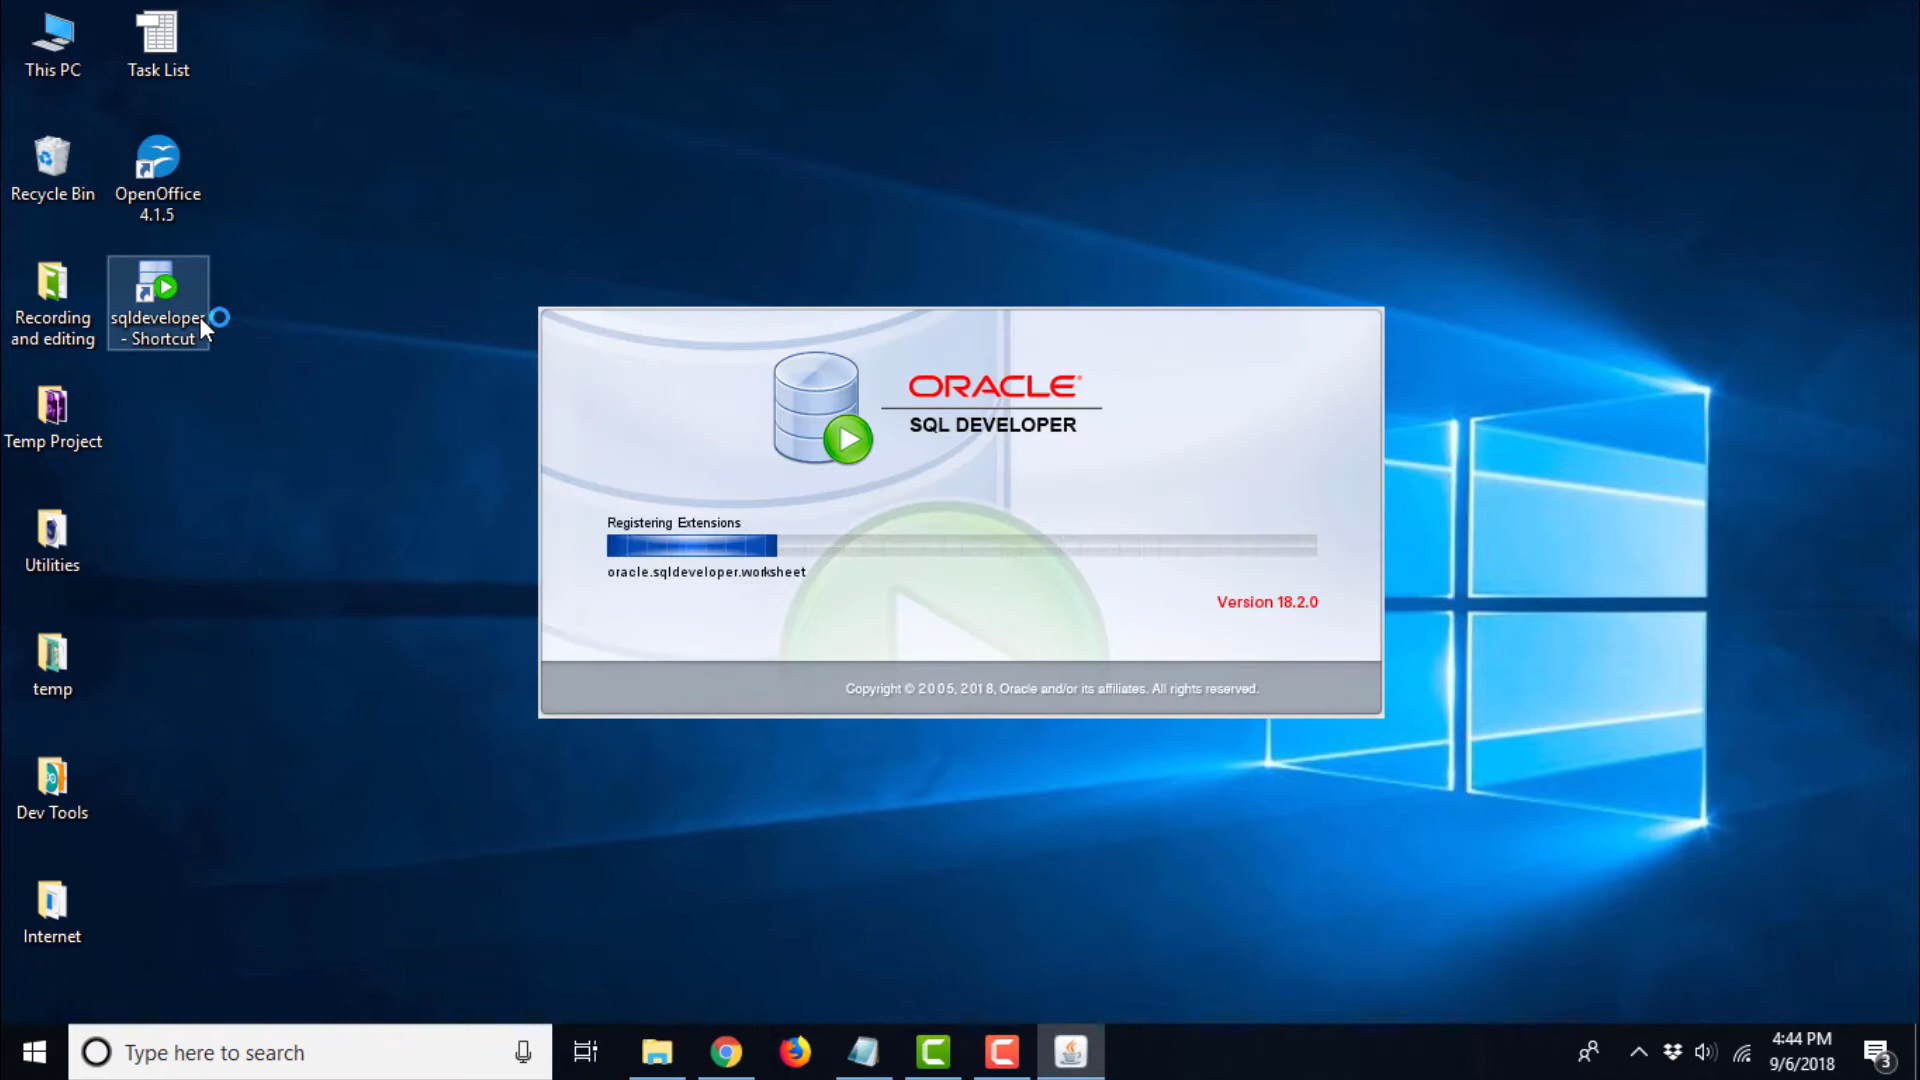 This PC
Task List
Recycle Bin
OpenOffice
4.1.5
Recording
and editing
sqldeveloper
- Shortcut
Temp Project
Utilities
temp
Dev Tools
Internet
ORACLE®
SQL DEVELOPER
Registering Extensions
oracle.sqldeveloper.worksheet
Version 18.2.0
Copyright © 2005, 2018, Oracle and/or its affiliates. All rights reserved.
Type here to search
4:44 PM
9/6/2018
3